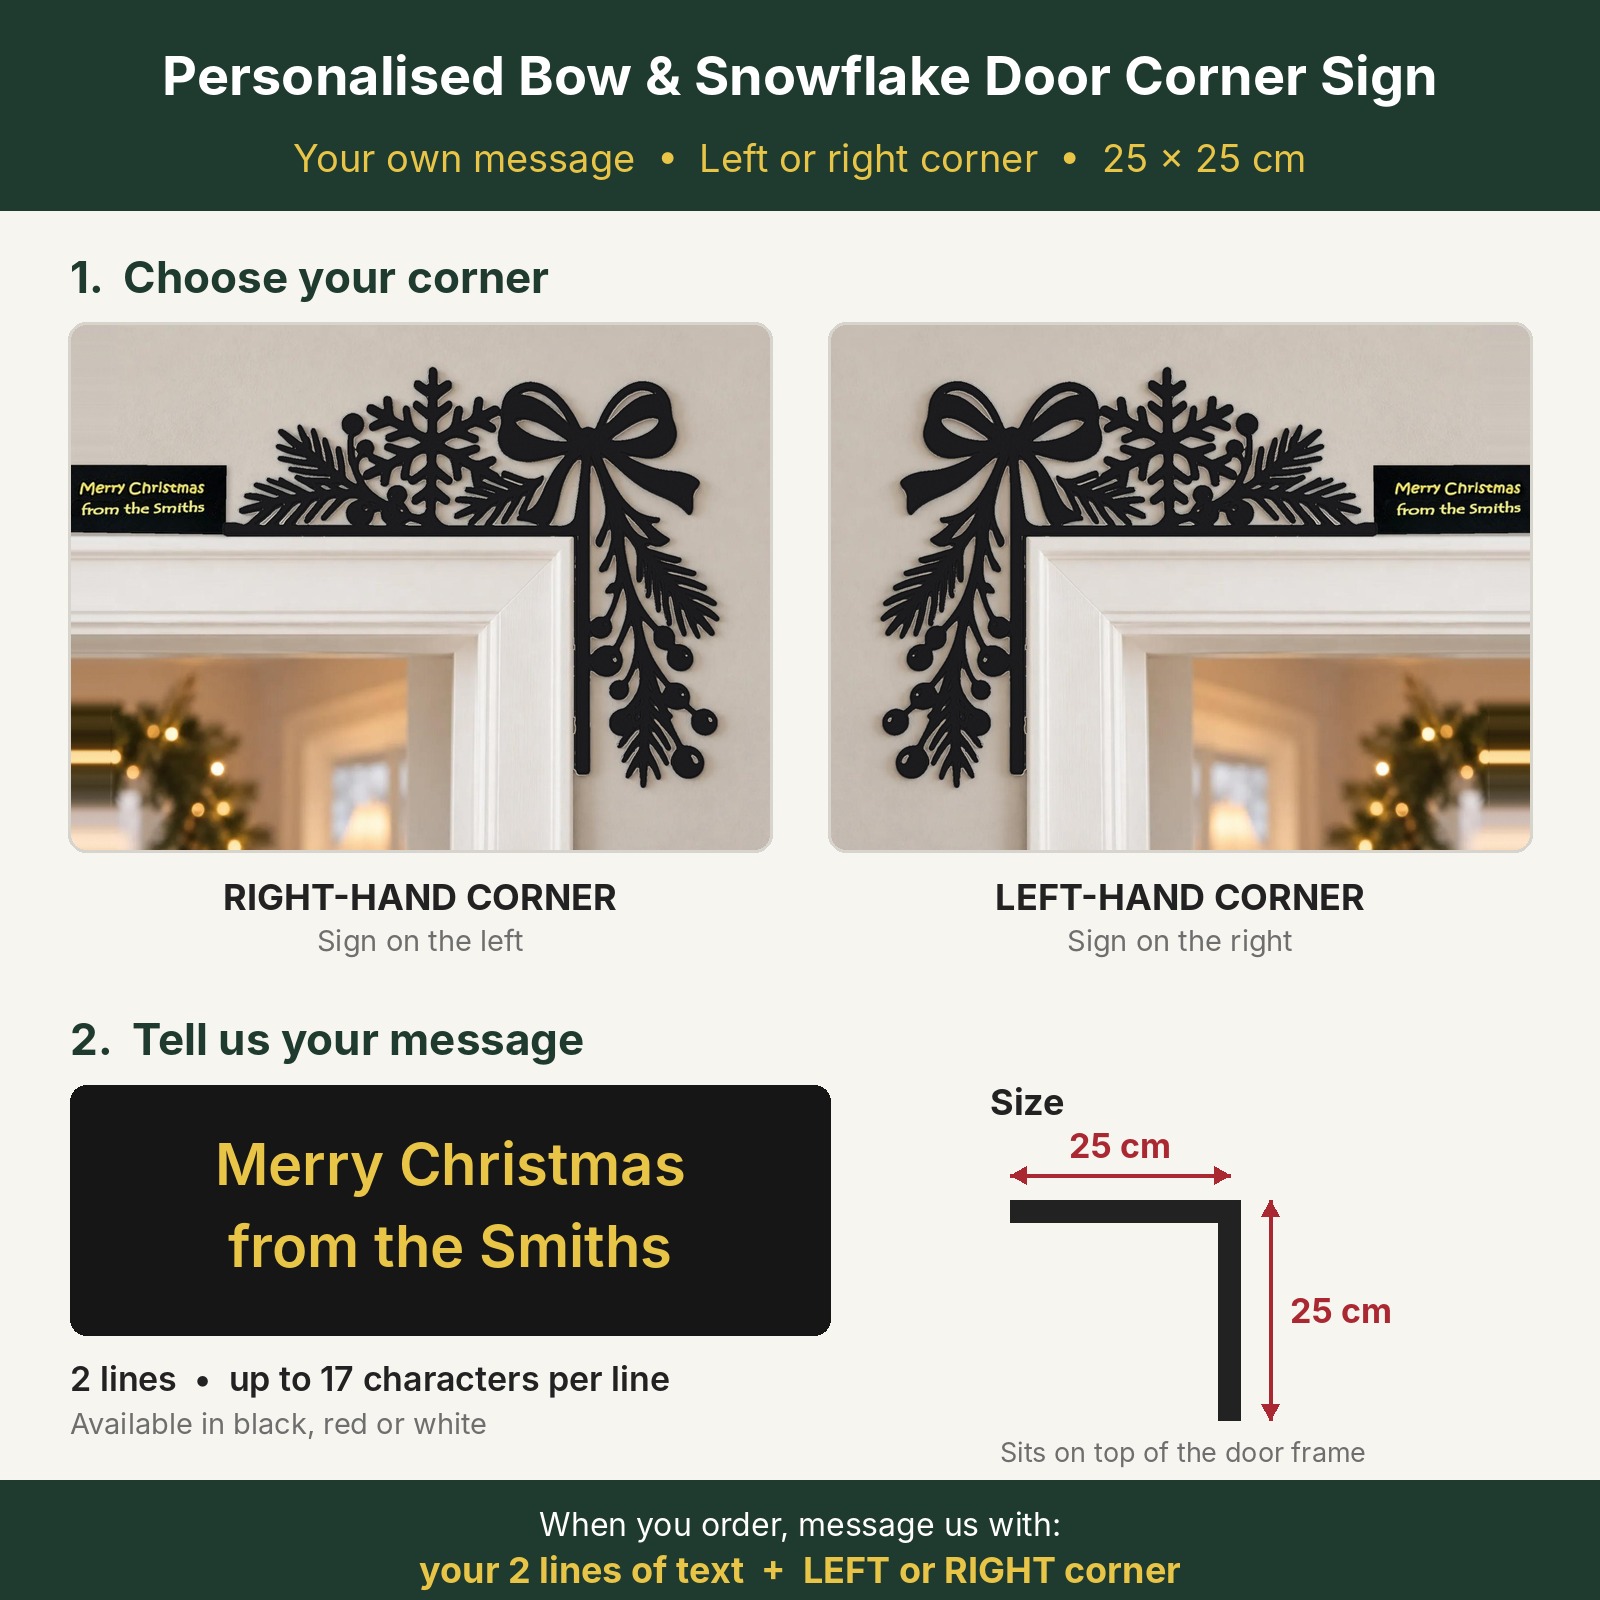 Personalised Bow & Snowflake Door Corner Sign
Your own message • Left or right corner • 25 × 25 cm
1. Choose your corner
Merry Christmas
from the Smiths
Merry Christmas
from the Smiths
RIGHT-HAND CORNER
Sign on the left
LEFT-HAND CORNER
Sign on the right
2. Tell us your message
Merry Christmas
from the Smiths
2 lines • up to 17 characters per line
Available in black, red or white
Size
25 cm
25 cm
Sits on top of the door frame
When you order, message us with:
your 2 lines of text + LEFT or RIGHT corner